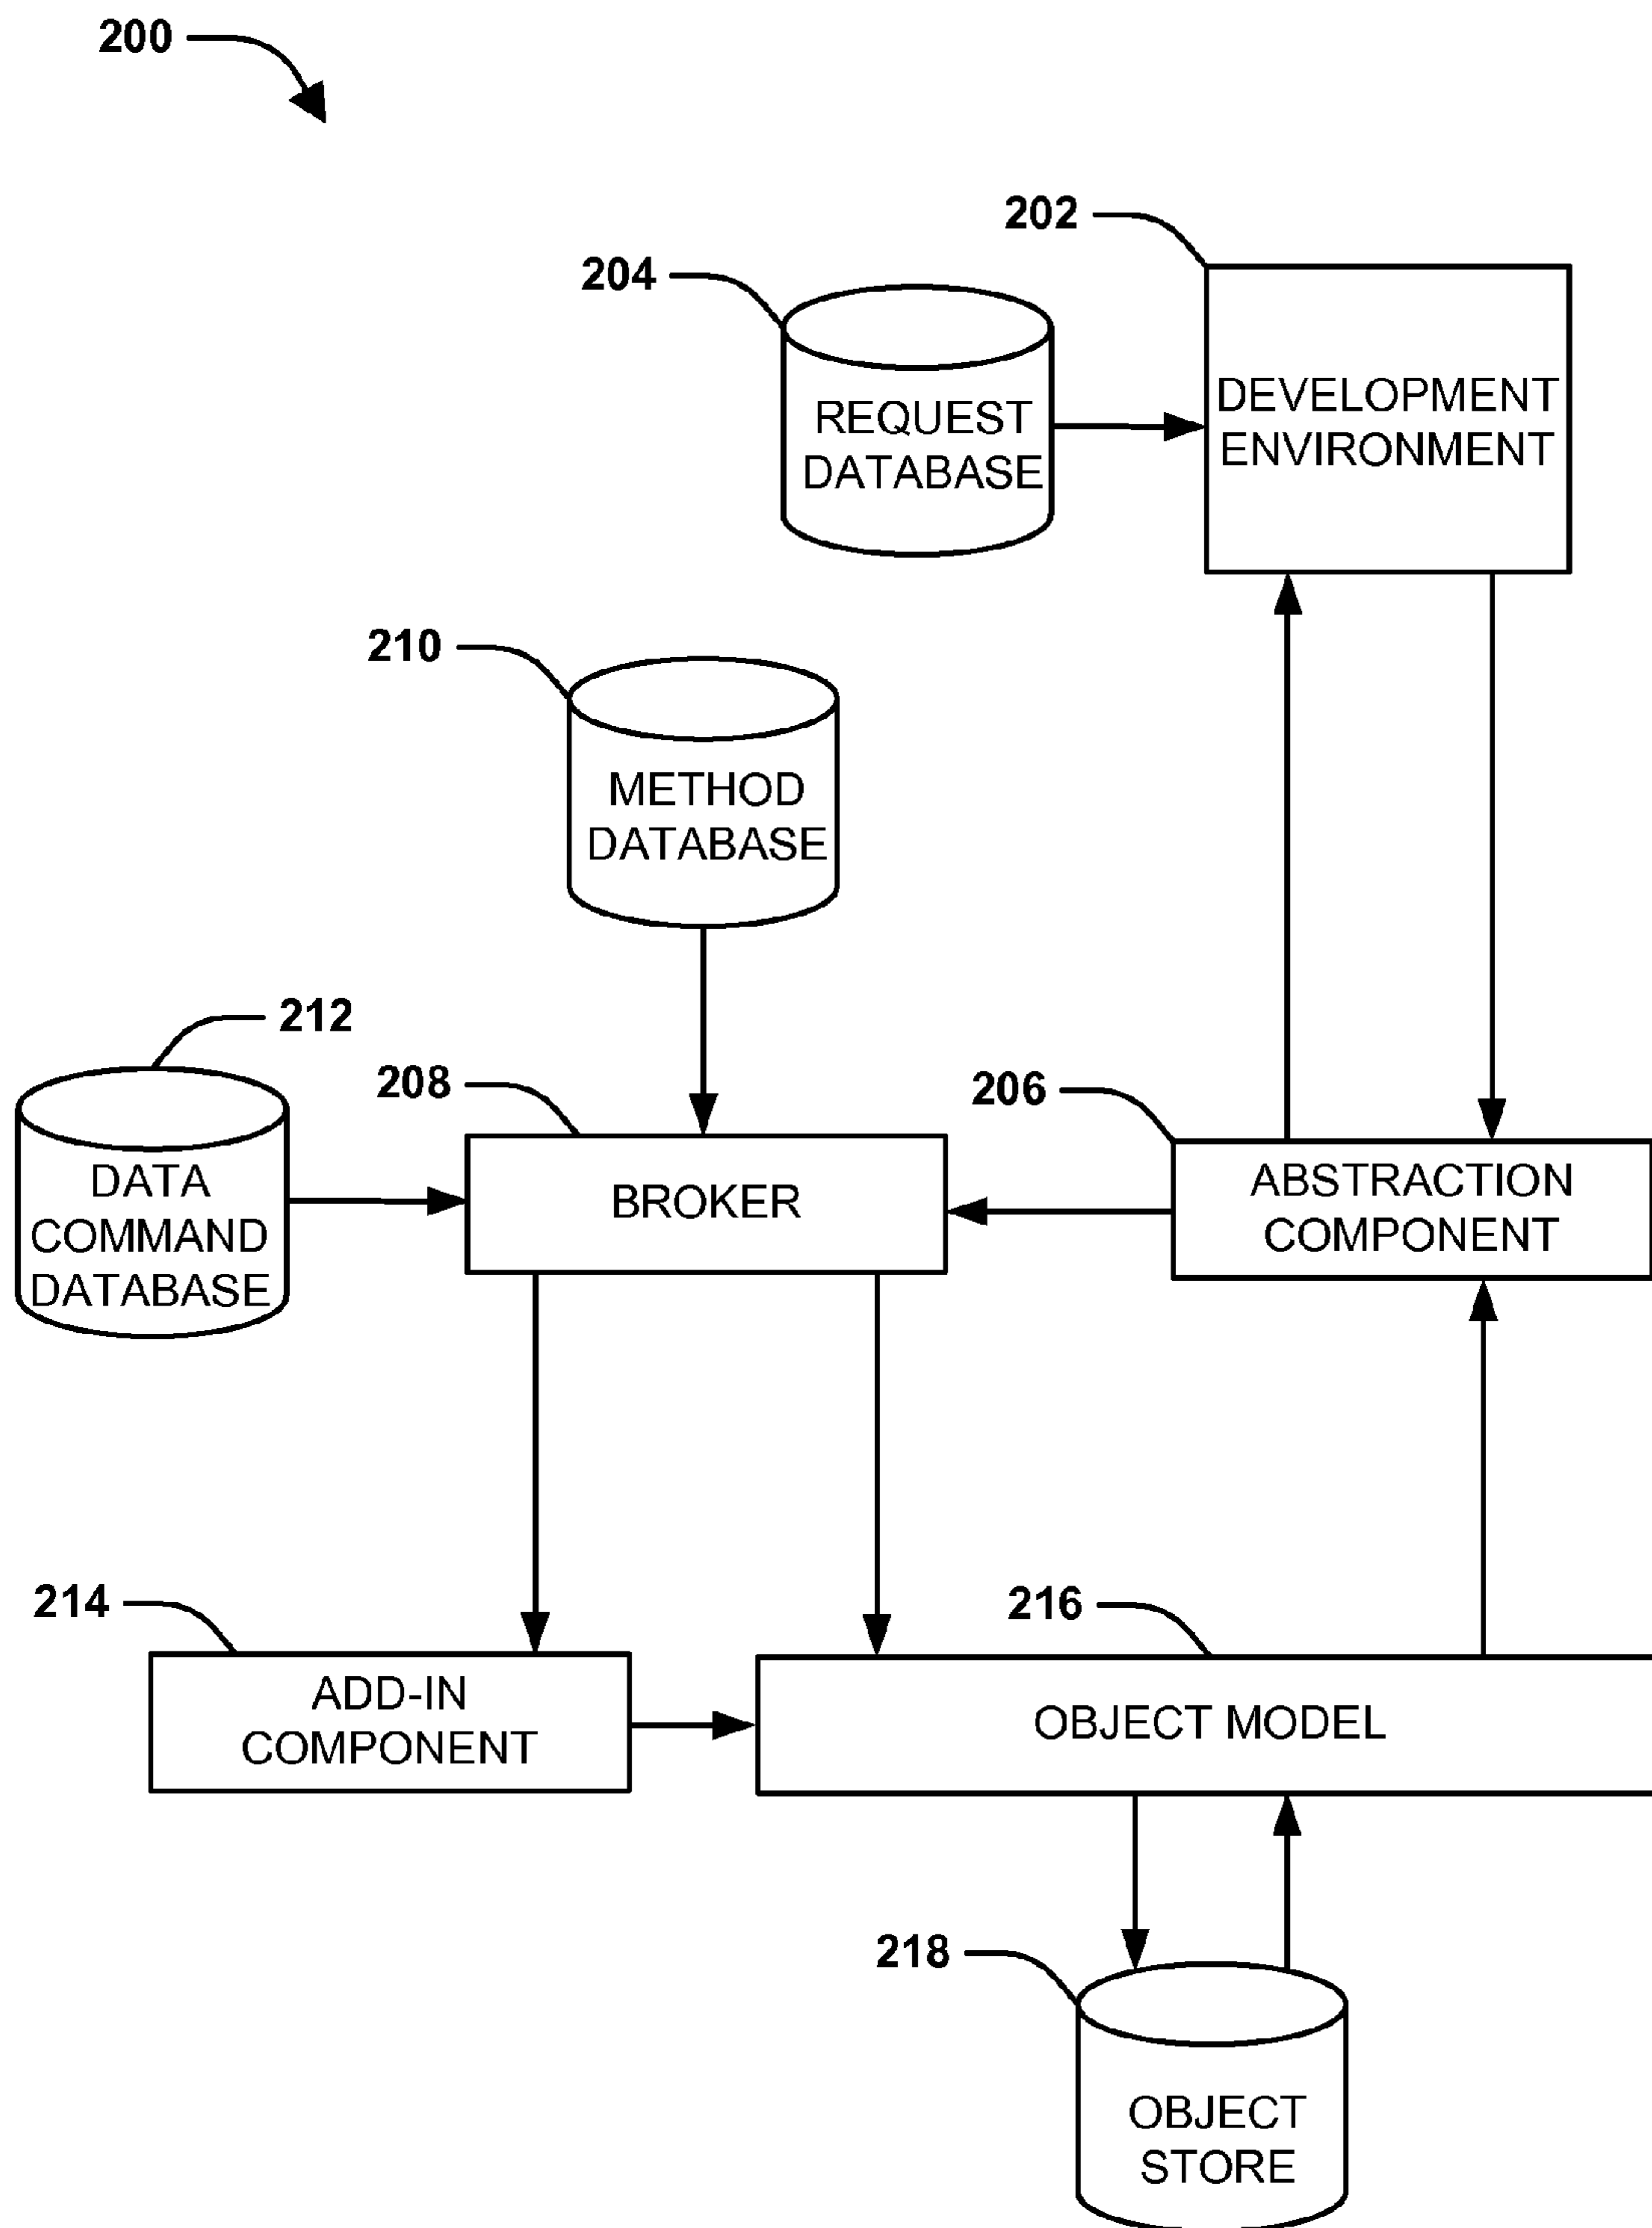 200
202
204
DEVELOPMENT
ENVIRONMENT
REQUEST
DATABASE
210
METHOD
DATABASE
212
208
206
DATA
COMMAND
DATABASE
BROKER
ABSTRACTION
COMPONENT
214
216
ADD-IN
COMPONENT
OBJECT MODEL
218
OBJECT
STORE